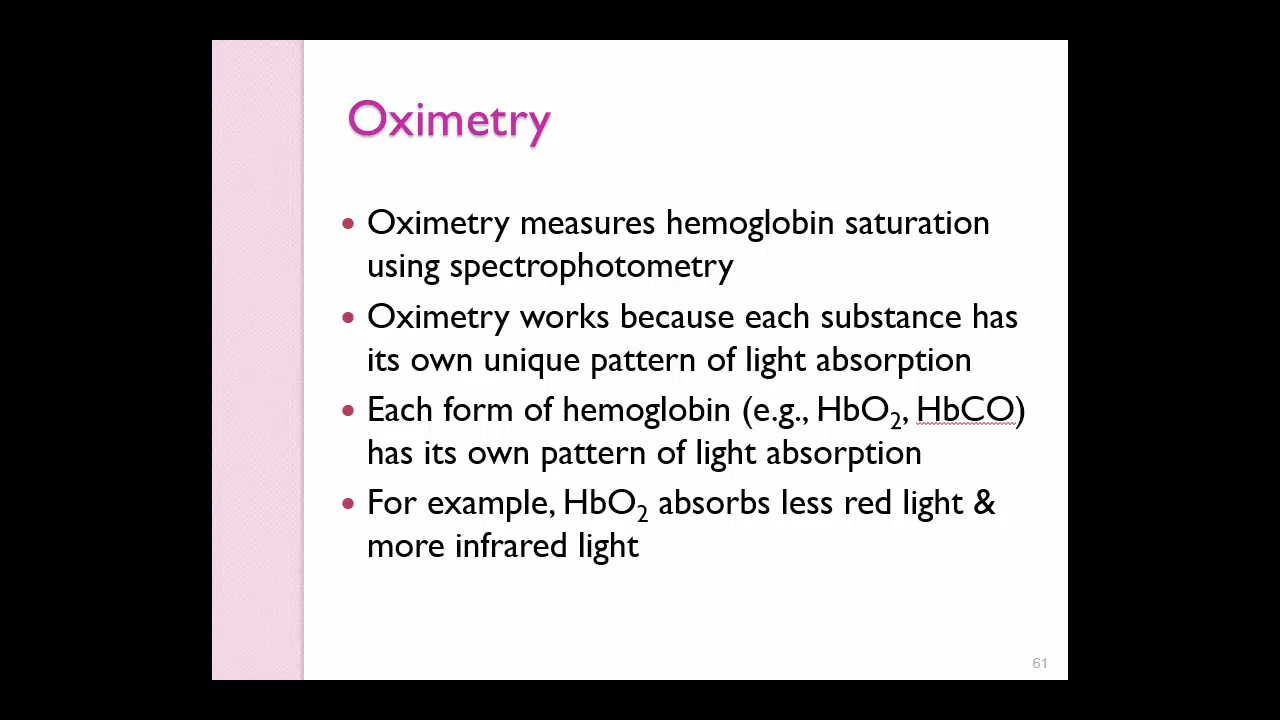 Oximetry
• Oximetry measures hemoglobin saturation
using spectrophotometry
• Oximetry works because each substance has
its own unique pattern of light absorption
• Each form of hemoglobin (e.g., HbO₂, HbCO)
has its own pattern of light absorption
• For example, HbO₂ absorbs less red light &
more infrared light
61